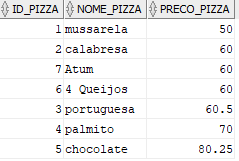 ID_PIZZA NOME_PIZZA PRECO_PIZZA
1 mussarela 50
2 calabresa 60
7 Atum 60
6 4 Queijos 60
3 portuguesa 60.5
4 palmito 70
5 chocolate 80.25